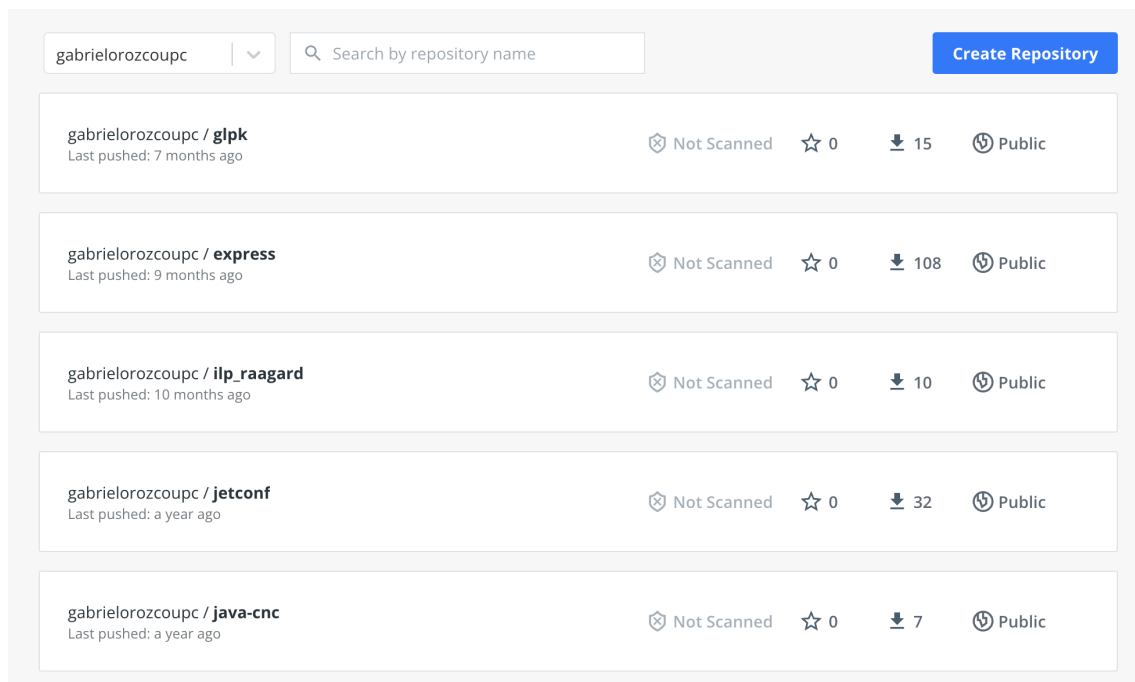 gabrielorozcoupc
Search by repository name
Create Repository
gabrielorozcoupc / glpk
Last pushed: 7 months ago
Not Scanned
0
15
Public
gabrielorozcoupc / express
Last pushed: 9 months ago
Not Scanned
0
108
Public
gabrielorozcoupc / ilp_raagard
Last pushed: 10 months ago
Not Scanned
0
10
Public
gabrielorozcoupc / jetconf
Last pushed: a year ago
Not Scanned
0
32
Public
gabrielorozcoupc / java-cnc
Last pushed: a year ago
Not Scanned
0
7
Public